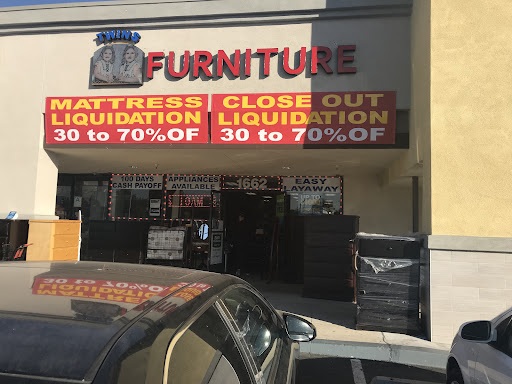 TWINS
FURNITURE
MATTRESS
LIQUIDATION
30 to 70%OF
CLOSE OUT
LIQUIDATION
30 to 70%OF
100 DAYS
CASH PAYOFF
APPLIANCES
AVAILABLE
1662
EASY
LAYAWAY